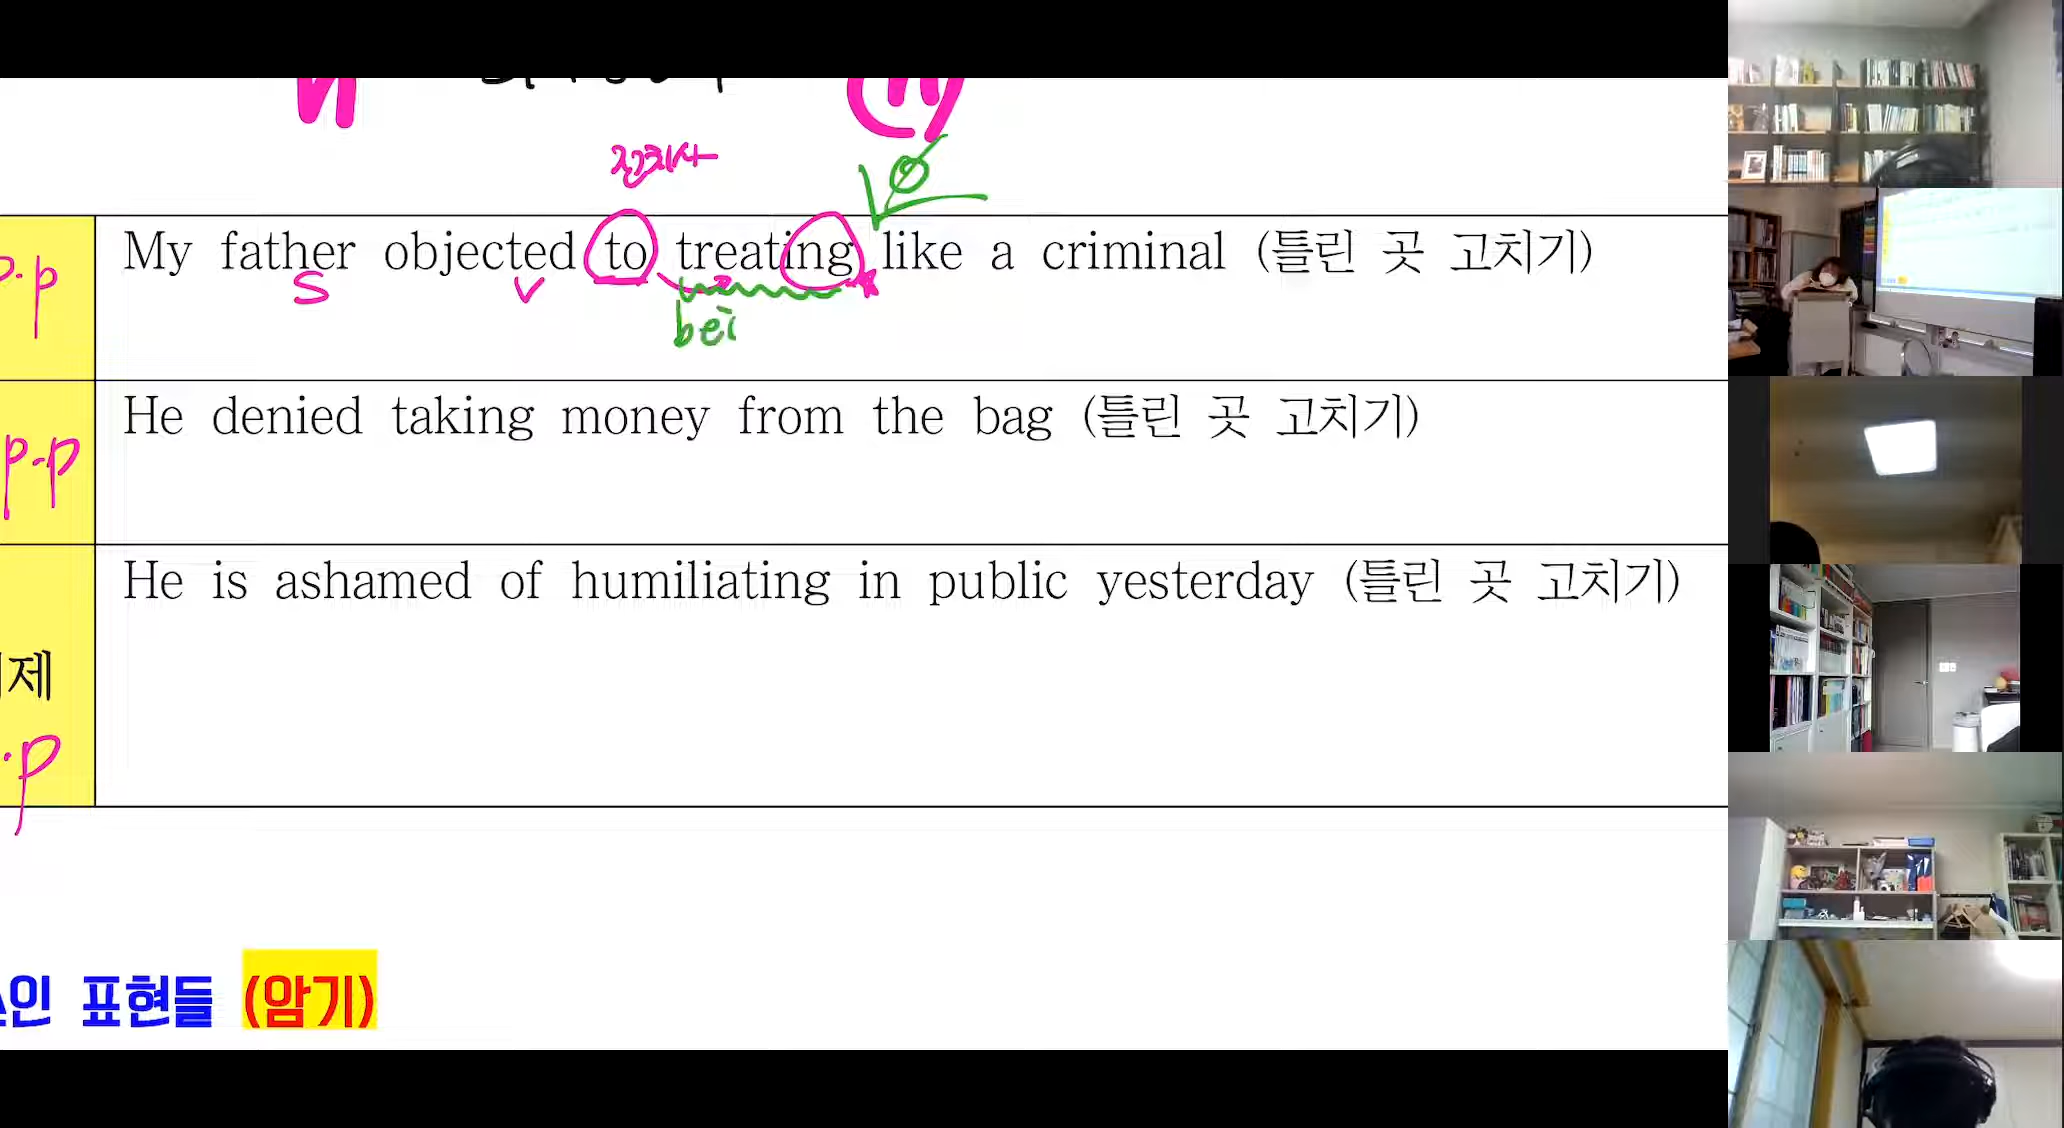 전치사
p.p
My father objected to treating like a criminal (틀린 곳 고치기)
S V
bei
p.p
He denied taking money from the bag (틀린 곳 고치기)
He is ashamed of humiliating in public yesterday (틀린 곳 고치기)
제
.p
인 표현들 (암기)